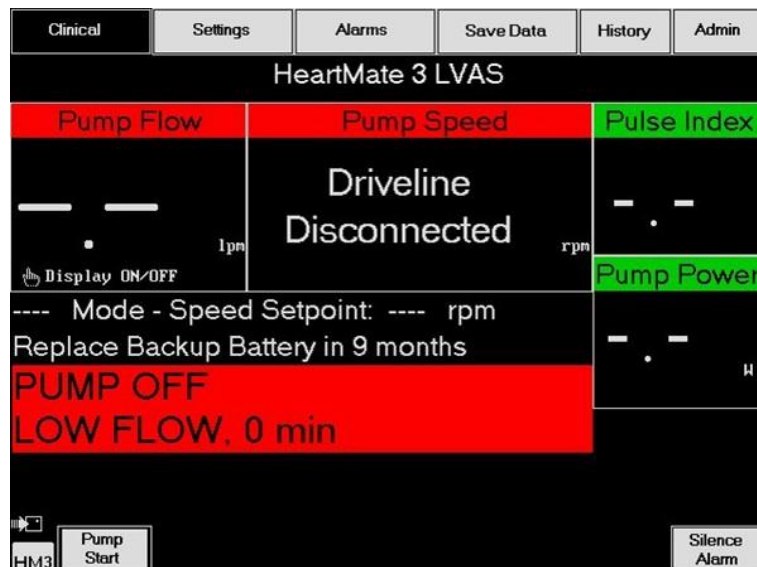 Clinical Settings Alarms Save Data History Admin
HeartMate 3 LVAS
Pump Flow Pump Speed Pulse Index
-- -- . lpm
Driveline
Disconnected rpm
- . -
Display ON/OFF
Pump Power
- . - W
---- Mode - Speed Setpoint: ---- rpm
Replace Backup Battery in 9 months
PUMP OFF
LOW FLOW, 0 min
HM3
Pump
Start
Silence
Alarm